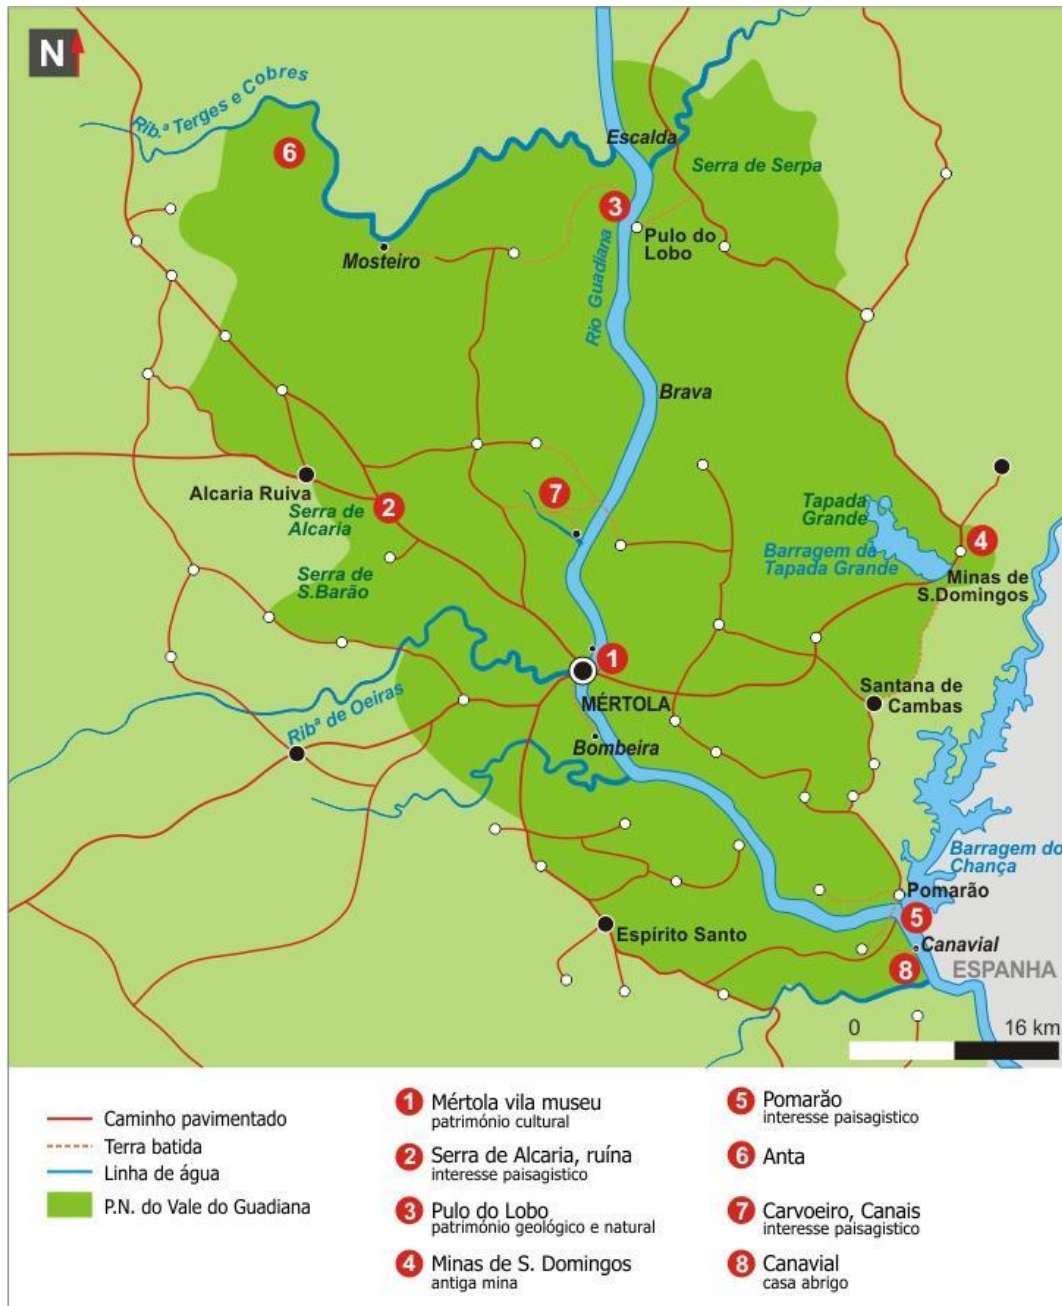 N
Rib.ª Terges e Cobres
6
Escalda
Serra de Serpa
3
Pulo do
Lobo
Mosteiro
Rio Guadiana
Brava
Alcaria Ruiva
2
Serra de
Alcaria
7
Tapada
Grande
4
Barragem da
Tapada Grande
Minas de
S.Domingos
Serra de
S.Barão
1
MÉRTOLA
Santana de
Cambas
Ribª de Oeiras
Bombeira
Barragem do
Chança
Pomarão
5
Espírito Santo
Canavial
8
ESPANHA
0 16 km
Caminho pavimentado
Terra batida
Linha de água
P.N. do Vale do Guadiana
1 Mértola vila museu
património cultural
2 Serra de Alcaria, ruína
interesse paisagistico
3 Pulo do Lobo
património geológico e natural
4 Minas de S. Domingos
antiga mina
5 Pomarão
interesse paisagistico
6 Anta
7 Carvoeiro, Canais
interesse paisagistico
8 Canavial
casa abrigo